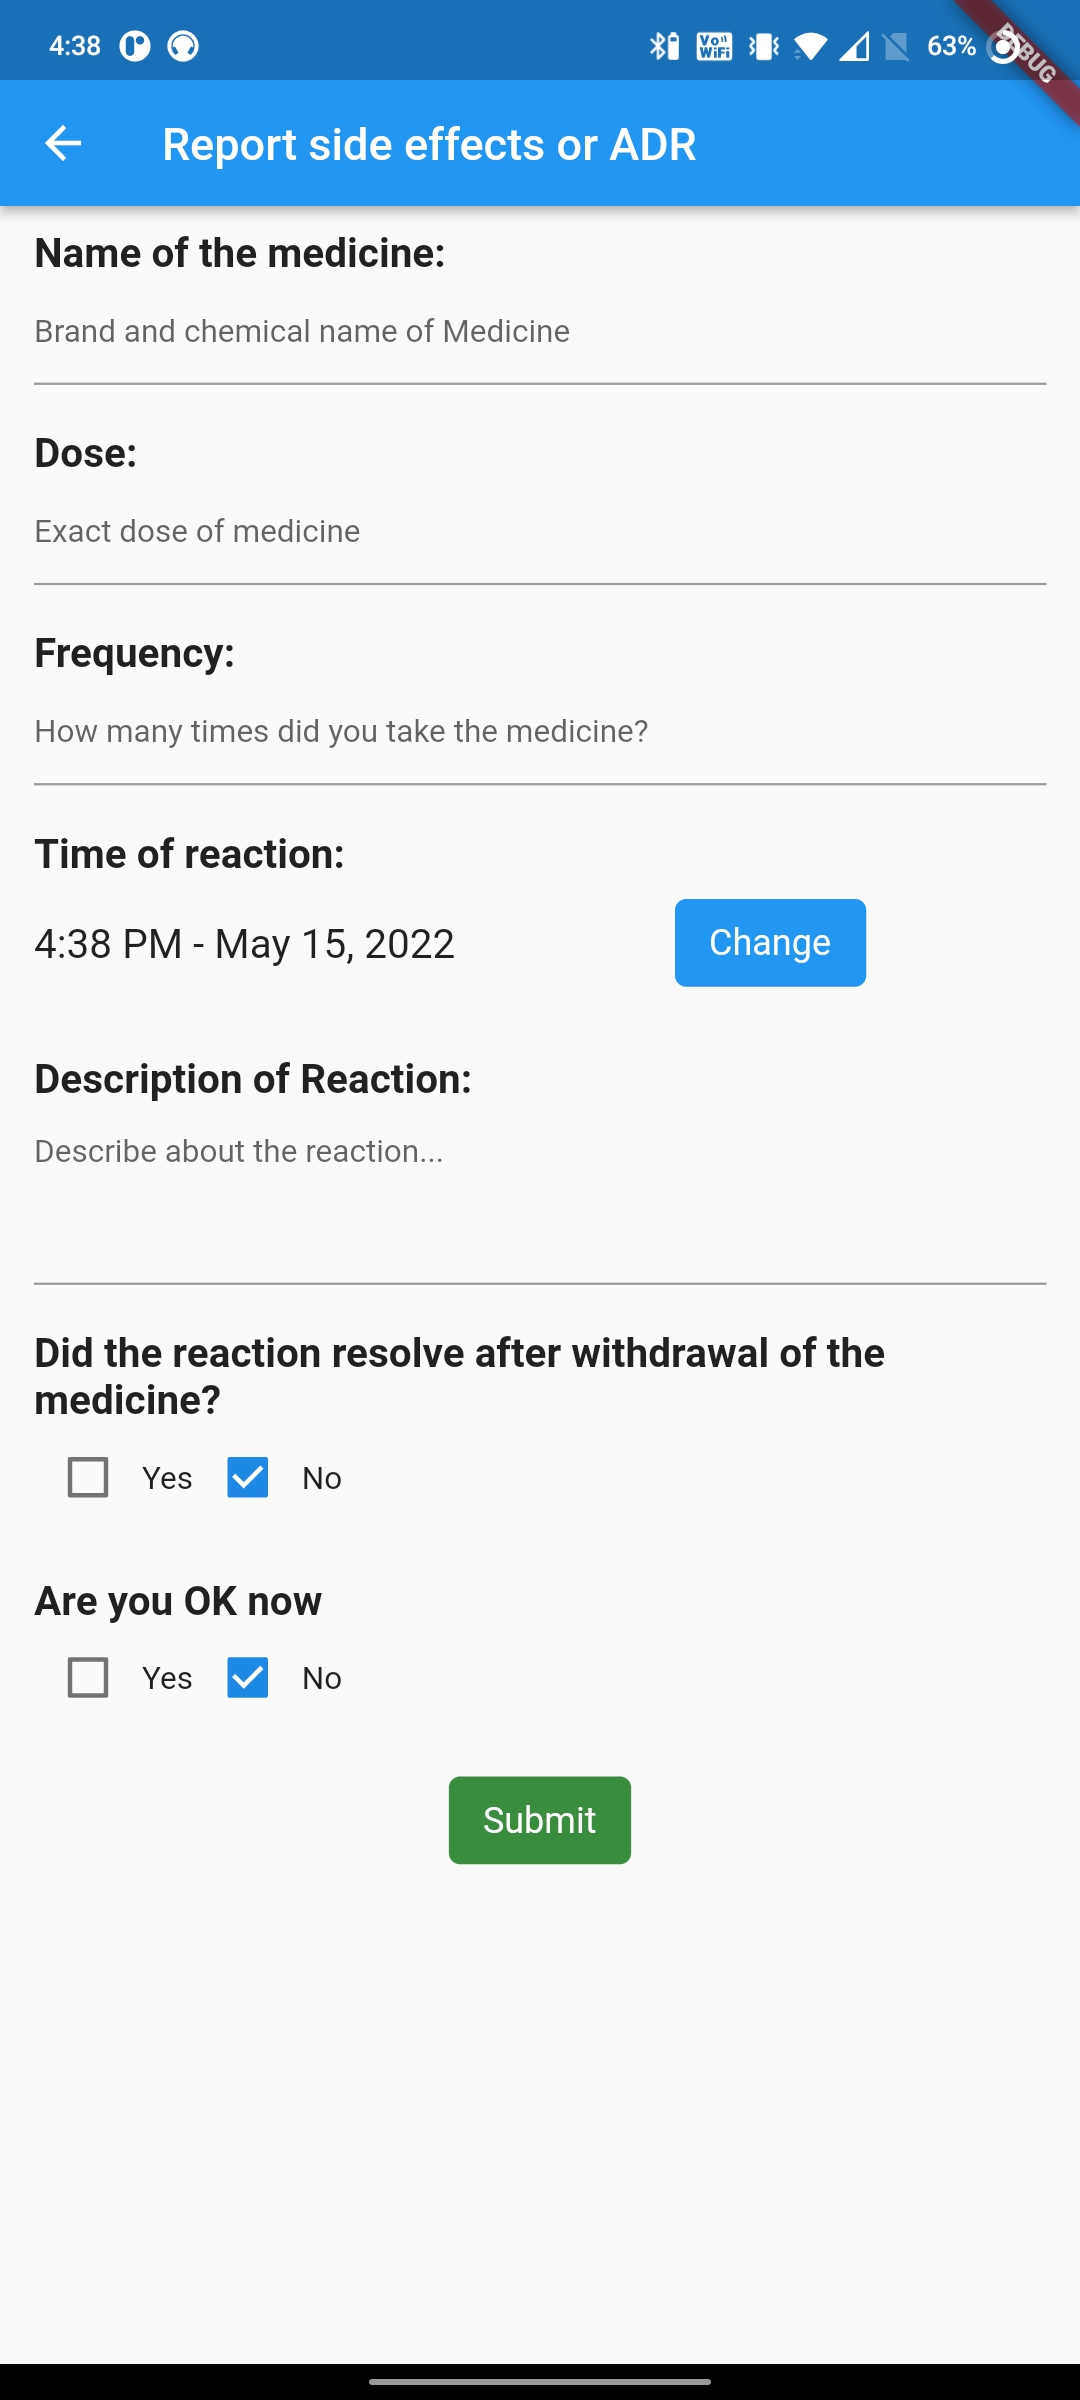 4:38
Vo))
WiFi
63%
DEBUG
Report side effects or ADR
Name of the medicine:
Brand and chemical name of Medicine
Dose:
Exact dose of medicine
Frequency:
How many times did you take the medicine?
Time of reaction:
4:38 PM - May 15, 2022
Change
Description of Reaction:
Describe about the reaction...
Did the reaction resolve after withdrawal of the
medicine?
Yes
No
Are you OK now
Yes
No
Submit